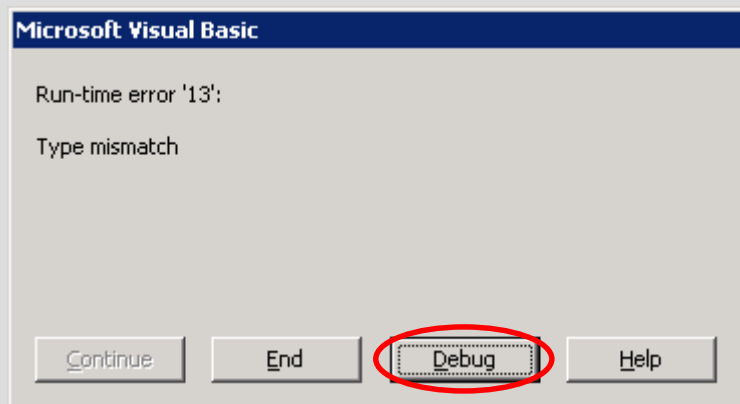 Microsoft Visual Basic
Run-time error '13':
Type mismatch
Continue End Debug Help